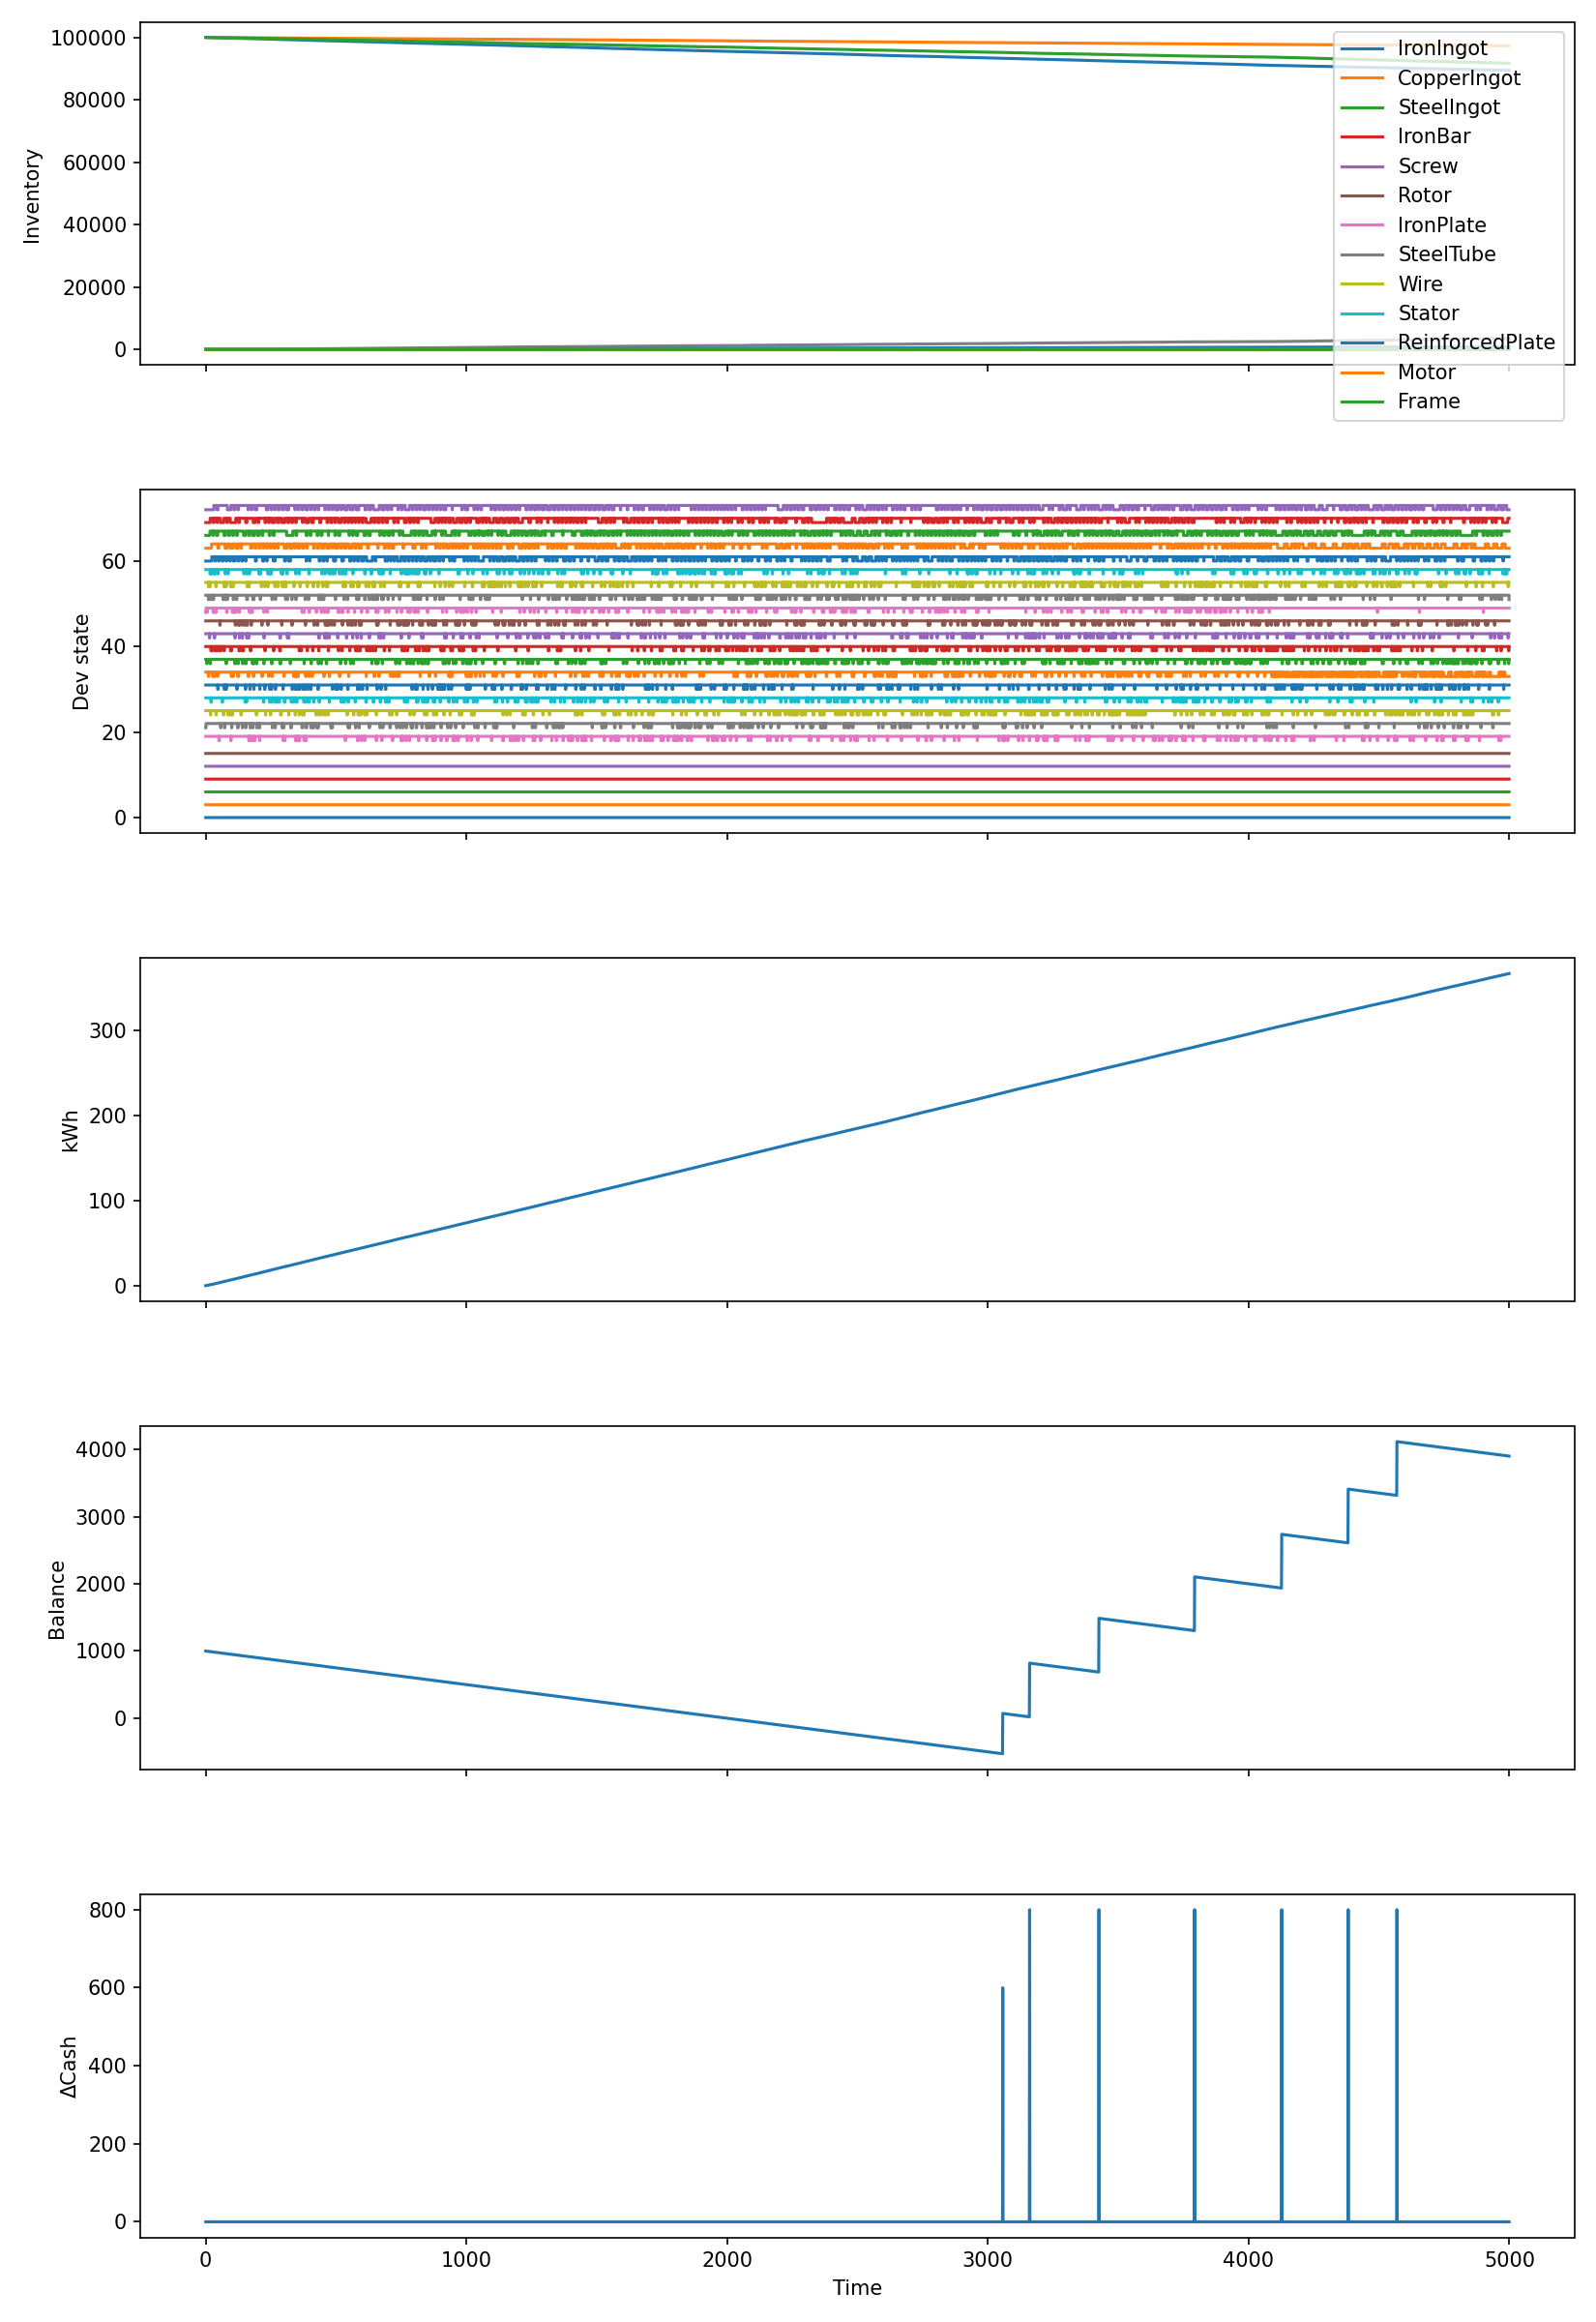 100000
80000
60000
40000
20000
0
Inventory
IronIngot
CopperIngot
SteelIngot
IronBar
Screw
Rotor
IronPlate
SteelTube
Wire
Stator
ReinforcedPlate
Motor
Frame
60
40
20
0
Dev state
300
200
100
0
kWh
4000
3000
2000
1000
0
Balance
800
600
400
200
0
ΔCash
0 1000 2000 3000 4000 5000
Time